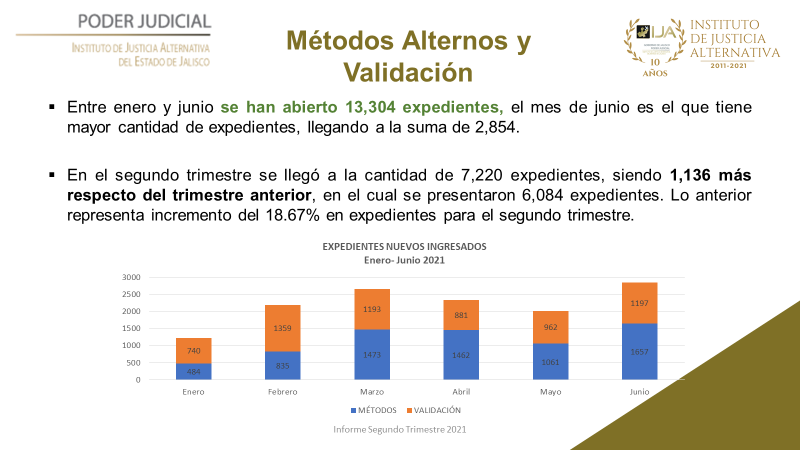 PODER JUDICIAL
INSTITUTO DE JUSTICIA ALTERNATIVA
DEL ESTADO DE JALISCO
Métodos Alternos y
Validación
IJA
10
AÑOS
INSTITUTO
DE JUSTICIA
ALTERNATIVA
2011-2021
▪ Entre enero y junio se han abierto 13,304 expedientes, el mes de junio es el que tiene
mayor cantidad de expedientes, llegando a la suma de 2,854.
▪ En el segundo trimestre se llegó a la cantidad de 7,220 expedientes, siendo 1,136 más
respecto del trimestre anterior, en el cual se presentaron 6,084 expedientes. Lo anterior
representa incremento del 18.67% en expedientes para el segundo trimestre.
EXPEDIENTES NUEVOS INGRESADOS
Enero- Junio 2021
3000
2500
2000
1500
1000
500
0
740
484
1359
835
1193
1473
881
1462
962
1061
1197
1657
Enero Febrero Marzo Abril Mayo Junio
MÉTODOS VALIDACIÓN
Informe Segundo Trimestre 2021